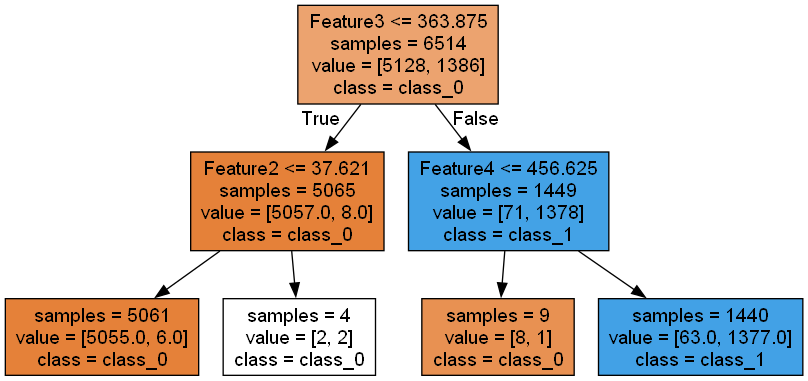 Feature3 <= 363.875
samples = 6514
value = [5128, 1386]
class = class_0
True
False
Feature2 <= 37.621
samples = 5065
value = [5057.0, 8.0]
class = class_0
Feature4 <= 456.625
samples = 1449
value = [71, 1378]
class = class_1
samples = 5061
value = [5055.0, 6.0]
class = class_0
samples = 4
value = [2, 2]
class = class_0
samples = 9
value = [8, 1]
class = class_0
samples = 1440
value = [63.0, 1377.0]
class = class_1